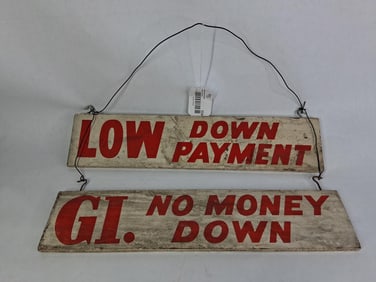 LOW DOWN
PAYMENT
GI. NO MONEY
DOWN